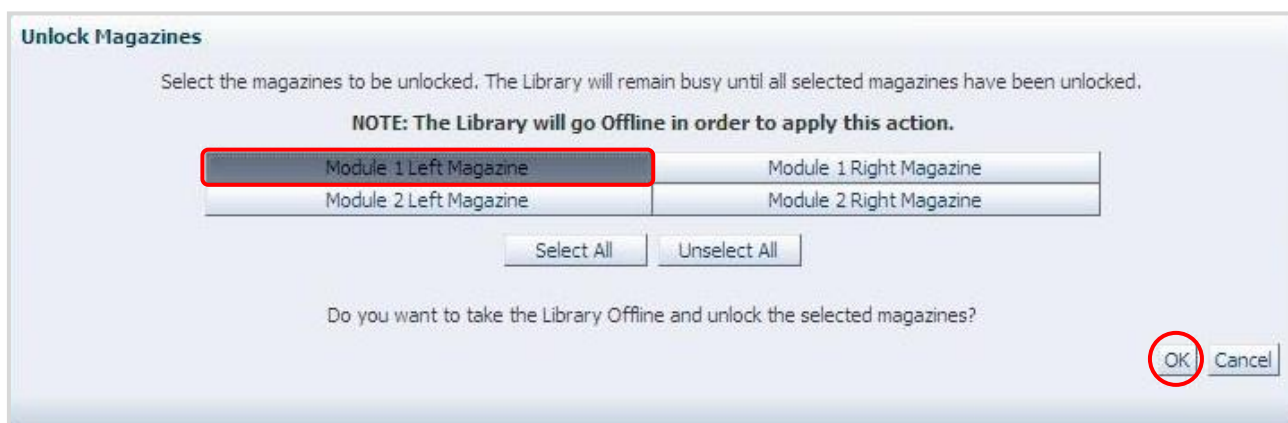 Unlock Magazines
Select the magazines to be unlocked. The Library will remain busy until all selected magazines have been unlocked.
NOTE: The Library will go Offline in order to apply this action.
Module 1 Left Magazine Module 1 Right Magazine
Module 2 Left Magazine Module 2 Right Magazine
Select All Unselect All
Do you want to take the Library Offline and unlock the selected magazines?
OK Cancel